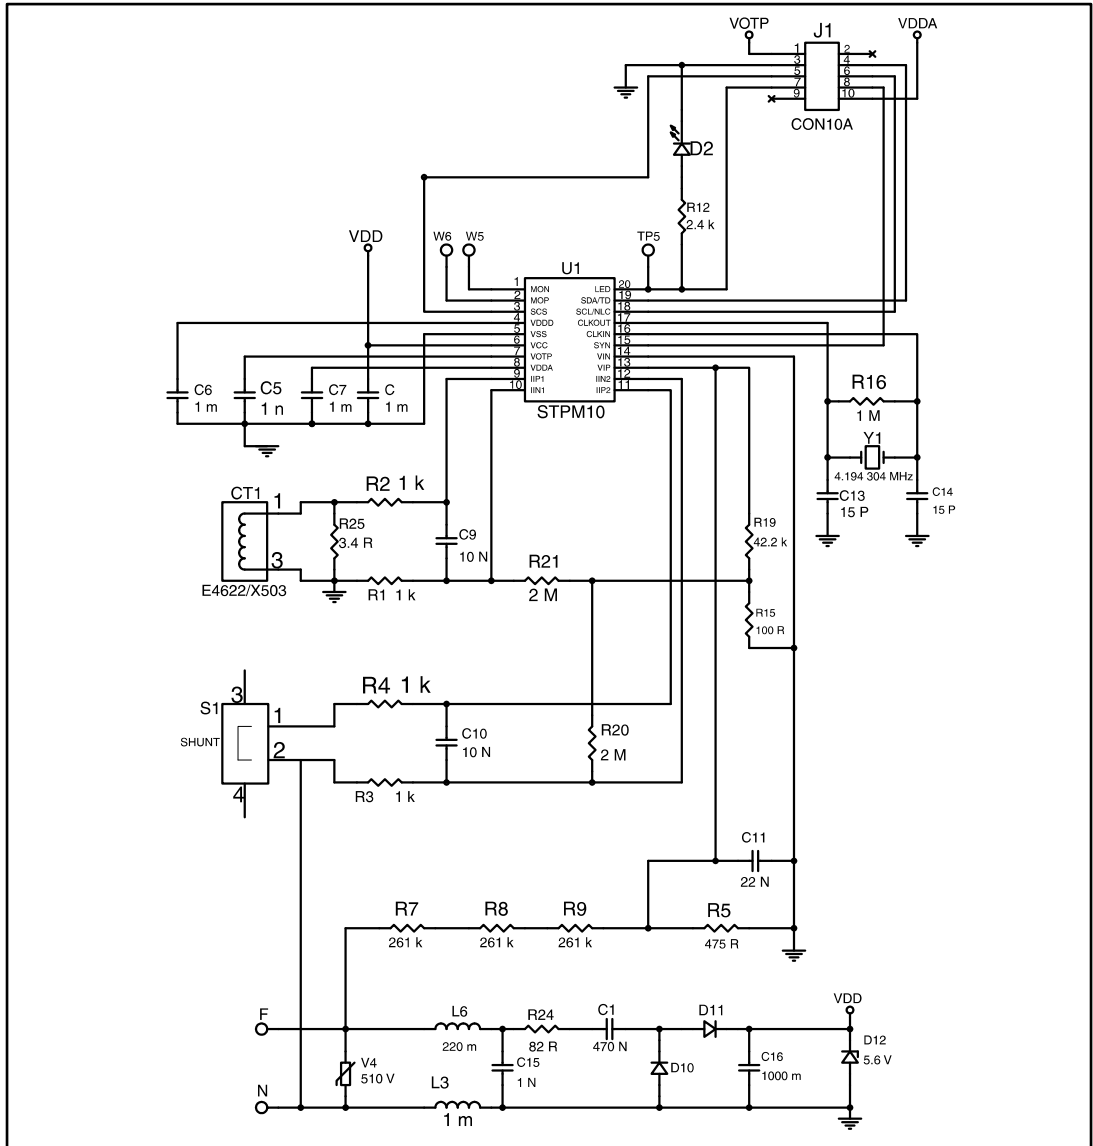 VOTP
J1
VDDA
1
2
3
4
5
6
7
8
9
10
CON10A
D2
R12
2.4 k
VDD
W6
W5
TP5
U1
1
MON
LED
20
2
MOP
SDA/TD
19
3
SCS
SCL/NLC
18
4
VDDD
CLKOUT
17
5
VSS
CLKIN
16
6
VCC
SYN
15
7
VOTP
VIN
14
8
VDDA
VIP
13
9
IIP1
IIN2
12
10
IIN1
IIP2
11
STPM10
C6
1 m
C5
1 n
C7
1 m
C
1 m
R16
1 M
Y1
4.194 304 MHz
C13
15 P
C14
15 P
CT1
1
3
E4622/X503
R2 1 k
R25
3.4 R
C9
10 N
R1 1 k
R21
2 M
R19
42.2 k
R15
100 R
S1
3
1
SHUNT
2
4
R4 1 k
C10
10 N
R3 1 k
R20
2 M
C11
22 N
R7
261 k
R8
261 k
R9
261 k
R5
475 R
F
L6
220 m
R24
82 R
C1
470 N
D11
VDD
V4
510 V
C15
1 N
D10
C16
1000 m
D12
5.6 V
N
L3
1 m